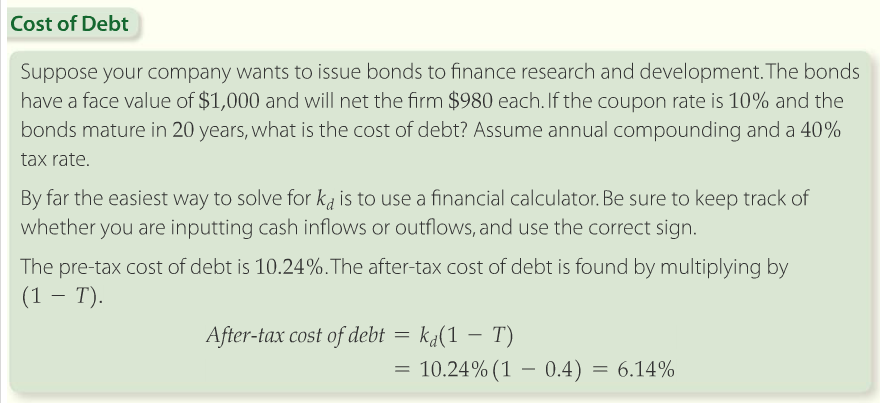 Cost of Debt
Suppose your company wants to issue bonds to finance research and development. The bonds
have a face value of $1,000 and will net the firm $980 each. If the coupon rate is 10% and the
bonds mature in 20 years, what is the cost of debt? Assume annual compounding and a 40%
tax rate.
By far the easiest way to solve for k_d is to use a financial calculator. Be sure to keep track of
whether you are inputting cash inflows or outflows, and use the correct sign.
The pre-tax cost of debt is 10.24%. The after-tax cost of debt is found by multiplying by
(1 − T).
After-tax cost of debt = k_d(1 − T)
= 10.24% (1 − 0.4) = 6.14%